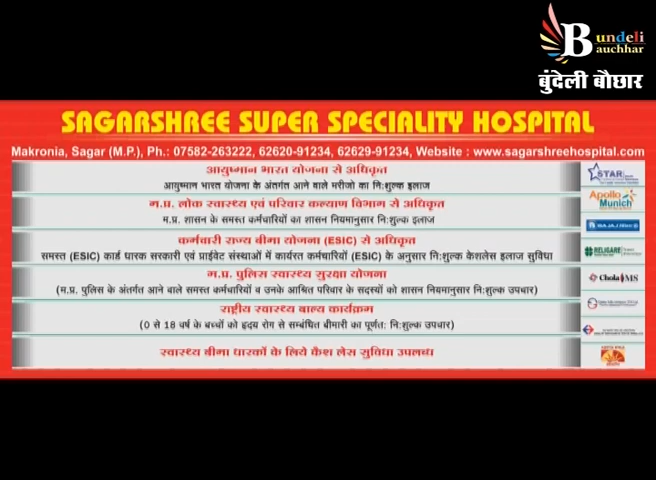 Bundeli
Bauchhar
बुंदेली बौछार
SAGARSHREE SUPER SPECIALITY HOSPITAL
Makronia, Sagar (M.P.), Ph.: 07582-263222, 62620-91234, 62629-91234, Website : www.sagarshreehospital.com
आयुष्मान भारत योजना से अधिकृत
आयुष्मान भारत योजना के अंतर्गत आने वाले मरीजो का नि:शुल्क इलाज
म.प्र. लोक स्वास्थ्य एवं परिवार कल्याण विभाग से अधिकृत
म.प्र. शासन के समस्त कर्मचारियों का शासन नियमानुसार नि:शुल्क इलाज
कर्मचारी राज्य बीमा योजना (ESIC) से अधिकृत
समस्त (ESIC) कार्ड धारक सरकारी एवं प्राईवेट संस्थाओं में कार्यरत कर्मचारियों (ESIC) के अनुसार नि:शुल्क कैशलेस इलाज सुविधा
म.प्र. पुलिस स्वास्थ्य सुरक्षा योजना
(म.प्र. पुलिस के अंतर्गत आने वाले समस्त कर्मचारियों व उनके आश्रित परिवार के सदस्यों को शासन नियमानुसार नि:शुल्क उपचार)
राष्ट्रीय स्वास्थ्य बाल्य कार्यक्रम
(0 से 18 वर्ष के बच्चों को ह्रदय रोग से सम्बंधित बीमारी का पूर्णत: नि:शुल्क उपचार)
स्वास्थ्य बीमा धारकों के लिये कैश लेस सुविधा उपलब्ध
STAR
Apollo
Munich
BAJAJ
RELIGARE
Chola MS